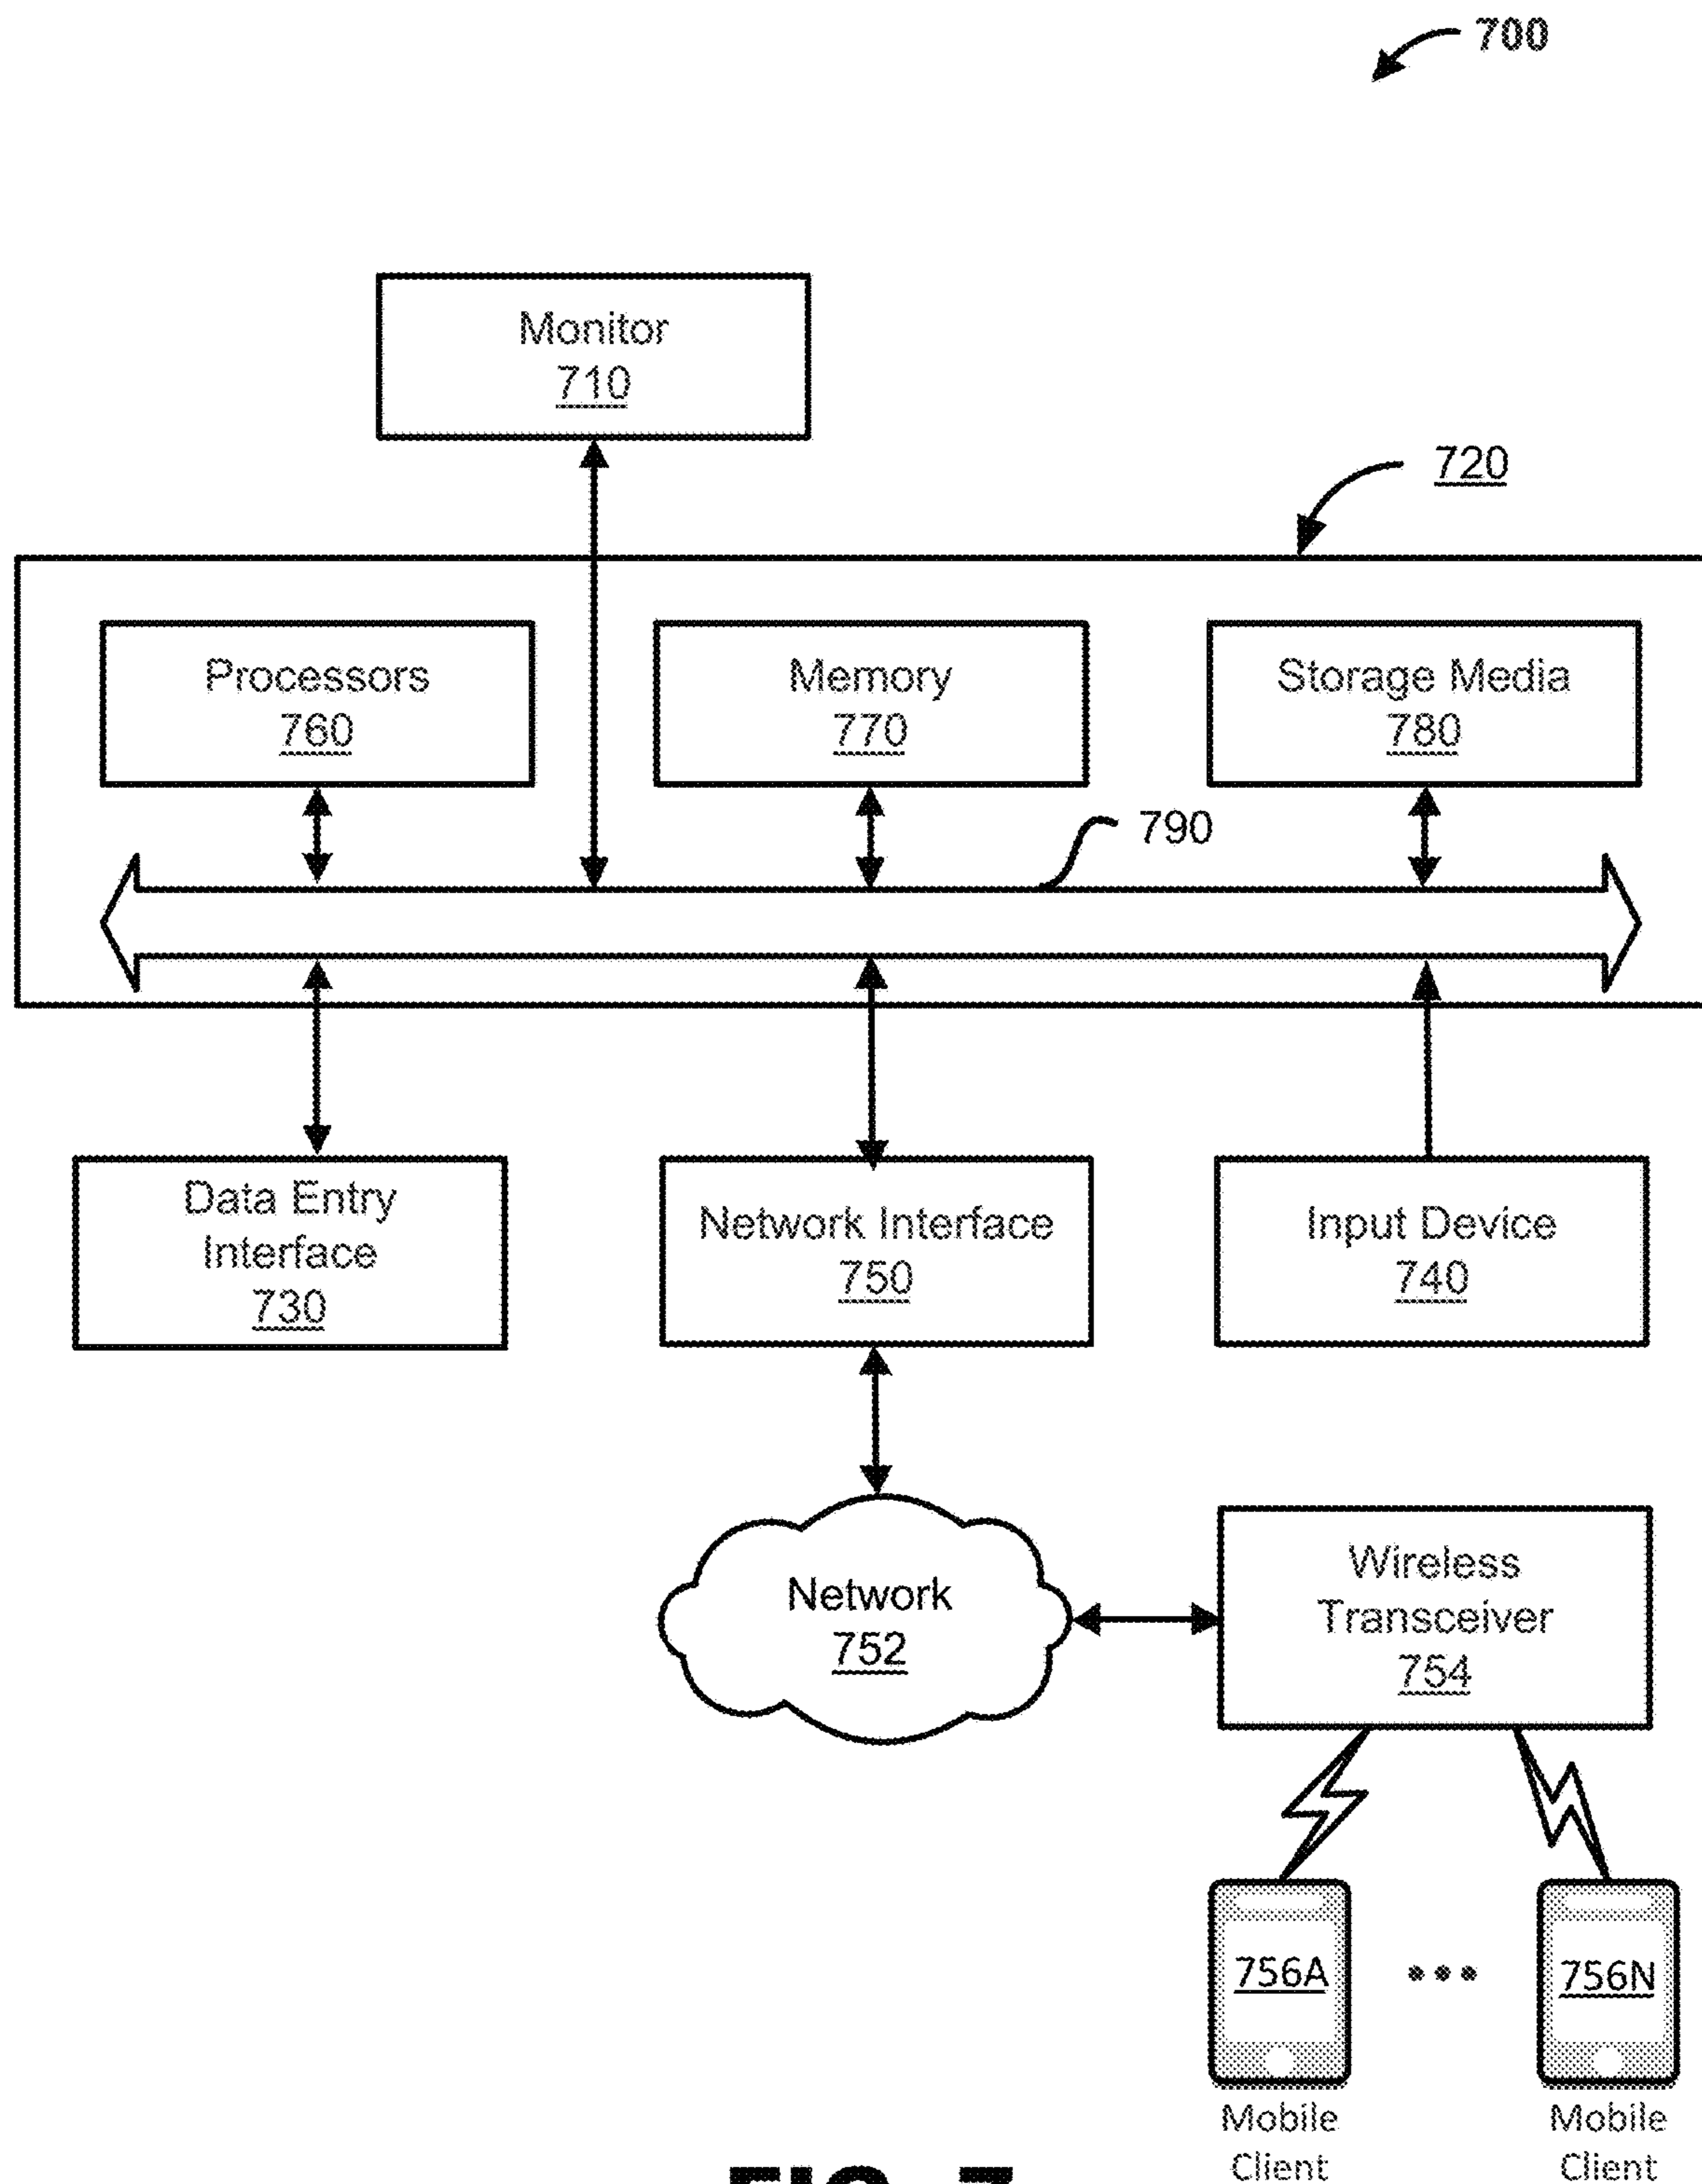 700
Monitor
710
720
Processors
760
Memory
770
Storage Media
780
790
Data Entry
Interface
730
Network Interface
750
Input Device
740
Network
752
Wireless
Transceiver
754
756A
756N
Mobile
Client
Mobile
Client